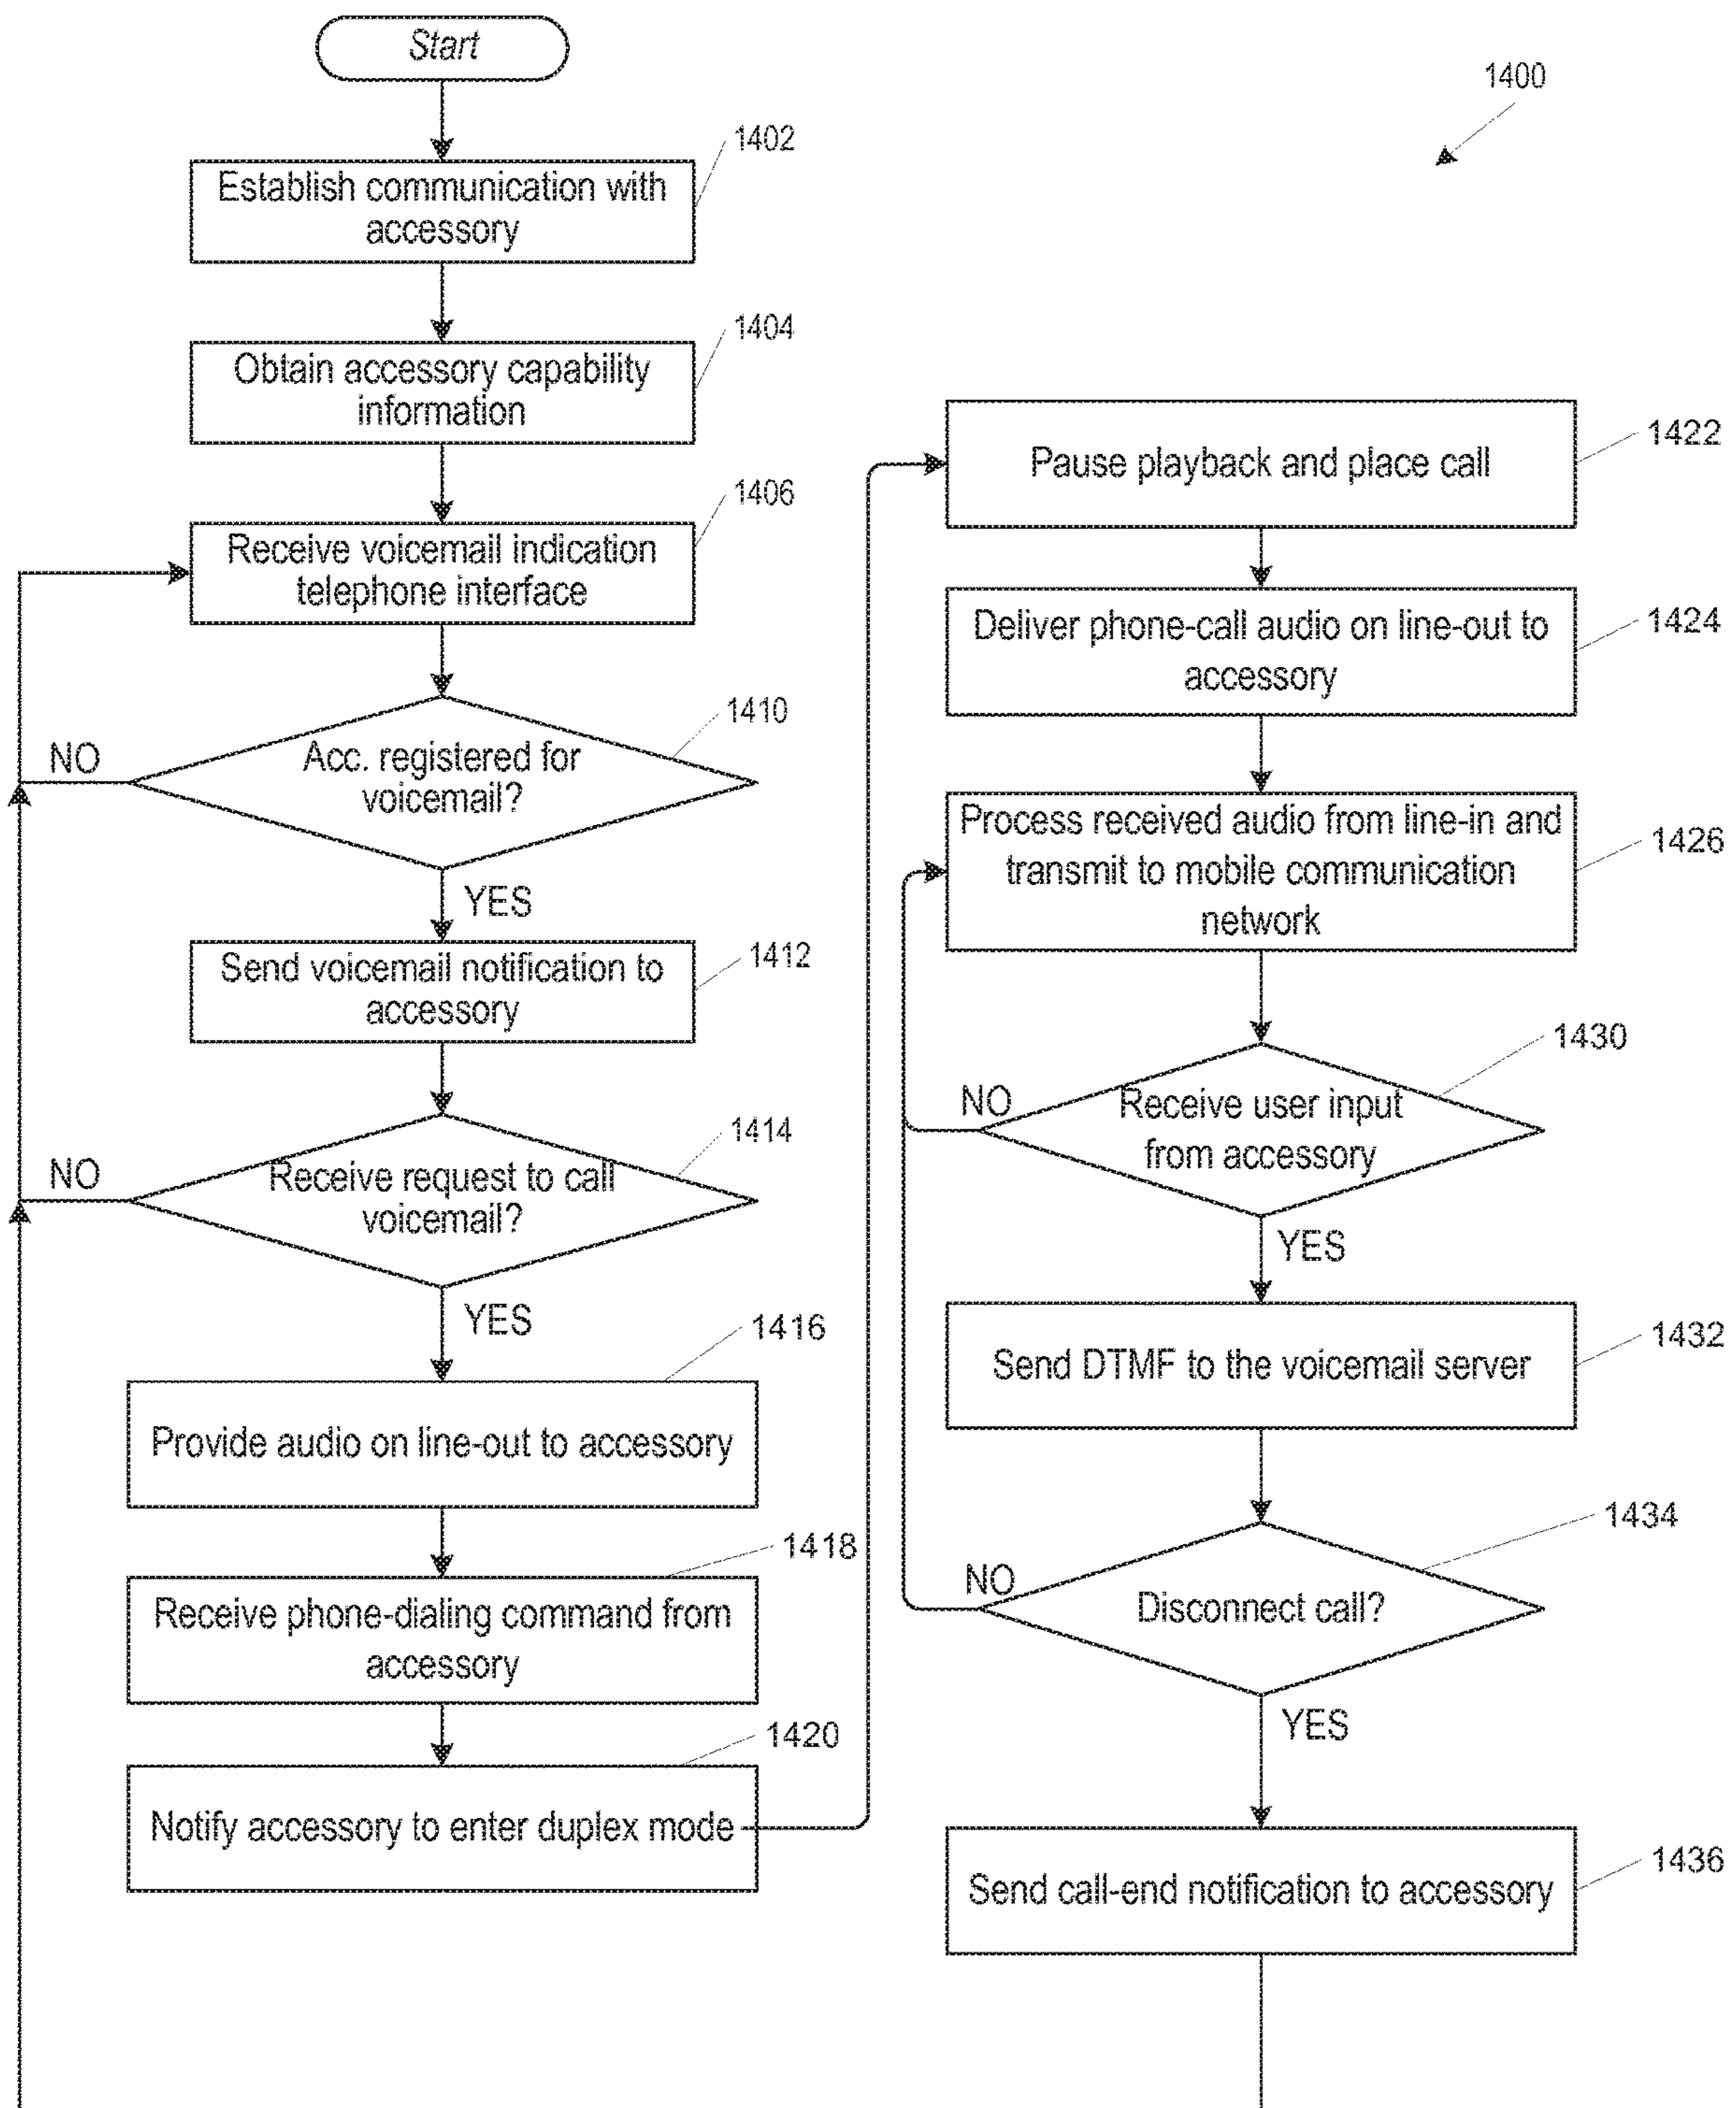 Start
1400
1402
Establish communication with
accessory
1404
Obtain accessory capability
information
1406
Receive voicemail indication
telephone interface
1410
Acc. registered for
voicemail?
NO
YES
1412
Send voicemail notification to
accessory
1414
Receive request to call
voicemail?
NO
YES
1416
Provide audio on line-out to accessory
1418
Receive phone-dialing command from
accessory
1420
Notify accessory to enter duplex mode
1422
Pause playback and place call
1424
Deliver phone-call audio on line-out to
accessory
1426
Process received audio from line-in and
transmit to mobile communication
network
1430
Receive user input
from accessory
NO
YES
1432
Send DTMF to the voicemail server
1434
Disconnect call?
NO
YES
1436
Send call-end notification to accessory